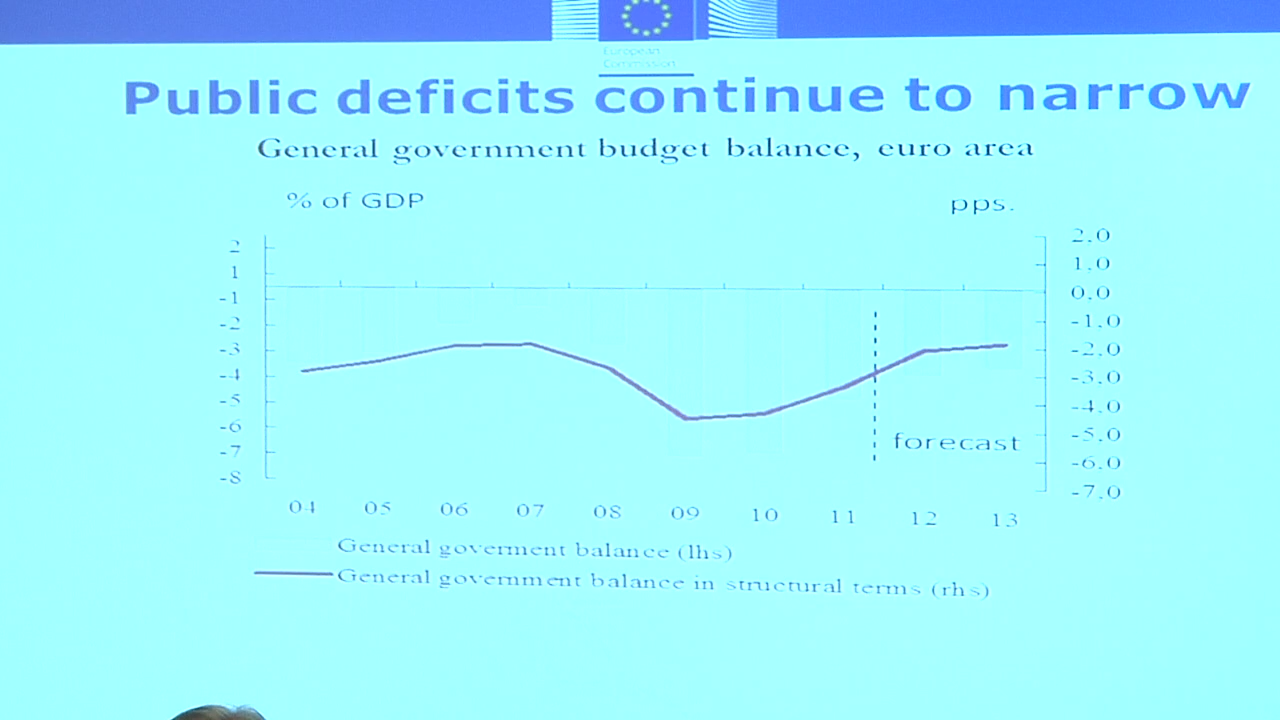 European
Commission
Public deficits continue to narrow
General government budget balance, euro area
% of GDP
pps.
2
1
-1
-2
-3
-4
-5
-6
-7
-8
2.0
1.0
0.0
-1.0
-2.0
-3.0
-4.0
-5.0
-6.0
-7.0
forecast
04 05 06 07 08 09 10 11 12 13
General goverment balance (lhs)
General government balance in structural terms (rhs)